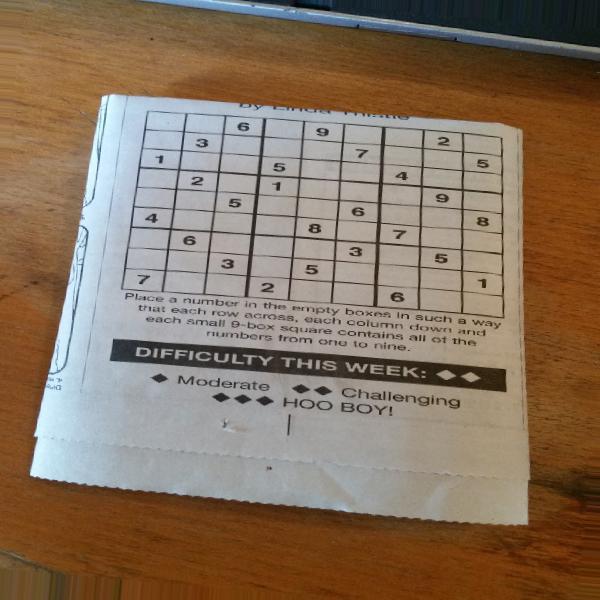 By Linda Thistle
6 9 2
3 7 5
1 5 4
2 1 9
5 6 8
4 8 7
6 3 5
3 5 1
7 2 6
Place a number in the empty boxes in such a way
that each row across, each column down and
each small 9-box square contains all of the
numbers from one to nine.
DIFFICULTY THIS WEEK: ◆◆
◆ Moderate ◆◆ Challenging
◆◆◆ HOO BOY!